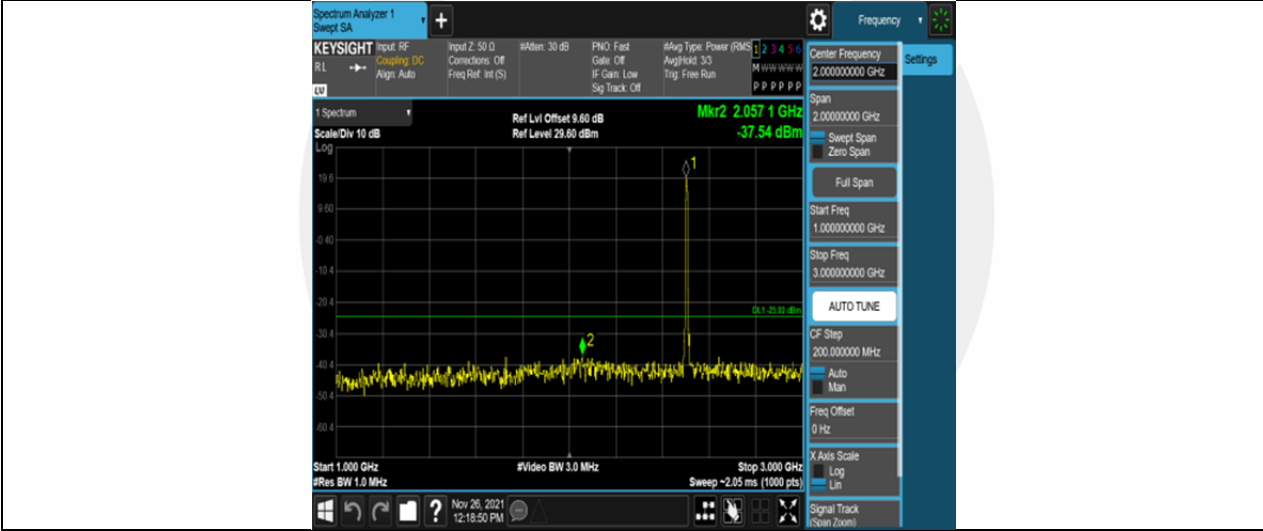 Spectrum Analyzer 1
Swept SA
+
Frequency
KEYSIGHT
RL
Input: RF
Coupling: DC
Align: Auto
Input Z: 50 Ω
Corrections: Off
Freq Ref: Int (S)
#Atten: 30 dB
PNO: Fast
Gate: Off
IF Gain: Low
Sig Track: Off
#Avg Type: Power (RMS
Avg|Hold: 3/3
Trig: Free Run
1 2 3 4 5 6
M W W W W W
P P P P P P
Settings
1 Spectrum
Scale/Div 10 dB
Log
Ref Lvl Offset 9.60 dB
Ref Level 29.60 dBm
Mkr2 2.057 1 GHz
-37.54 dBm
1
19.6
9.60
-0.40
-10.4
-20.4
DL1 -25.00 dBm
-30.4
2
-40.4
-50.4
-60.4
Start 1.000 GHz
#Res BW 1.0 MHz
#Video BW 3.0 MHz
Stop 3.000 GHz
Sweep ~2.05 ms (1000 pts)
Center Frequency
2.000000000 GHz
Span
2.00000000 GHz
Swept Span
Zero Span
Full Span
Start Freq
1.000000000 GHz
Stop Freq
3.000000000 GHz
AUTO TUNE
CF Step
200.000000 MHz
Auto
Man
Freq Offset
0 Hz
X Axis Scale
Log
Lin
Signal Track
(Span Zoom)
?
Nov 26, 2021
12:18:50 PM